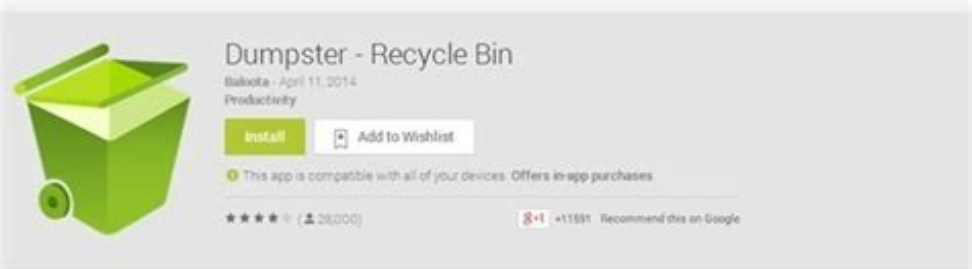 Dumpster - Recycle Bin
Baloota - April 11, 2014
Productivity
Install
Add to Wishlist
This app is compatible with all of your devices. Offers in-app purchases
(28,000)
g+1 +11591 Recommend this on Google